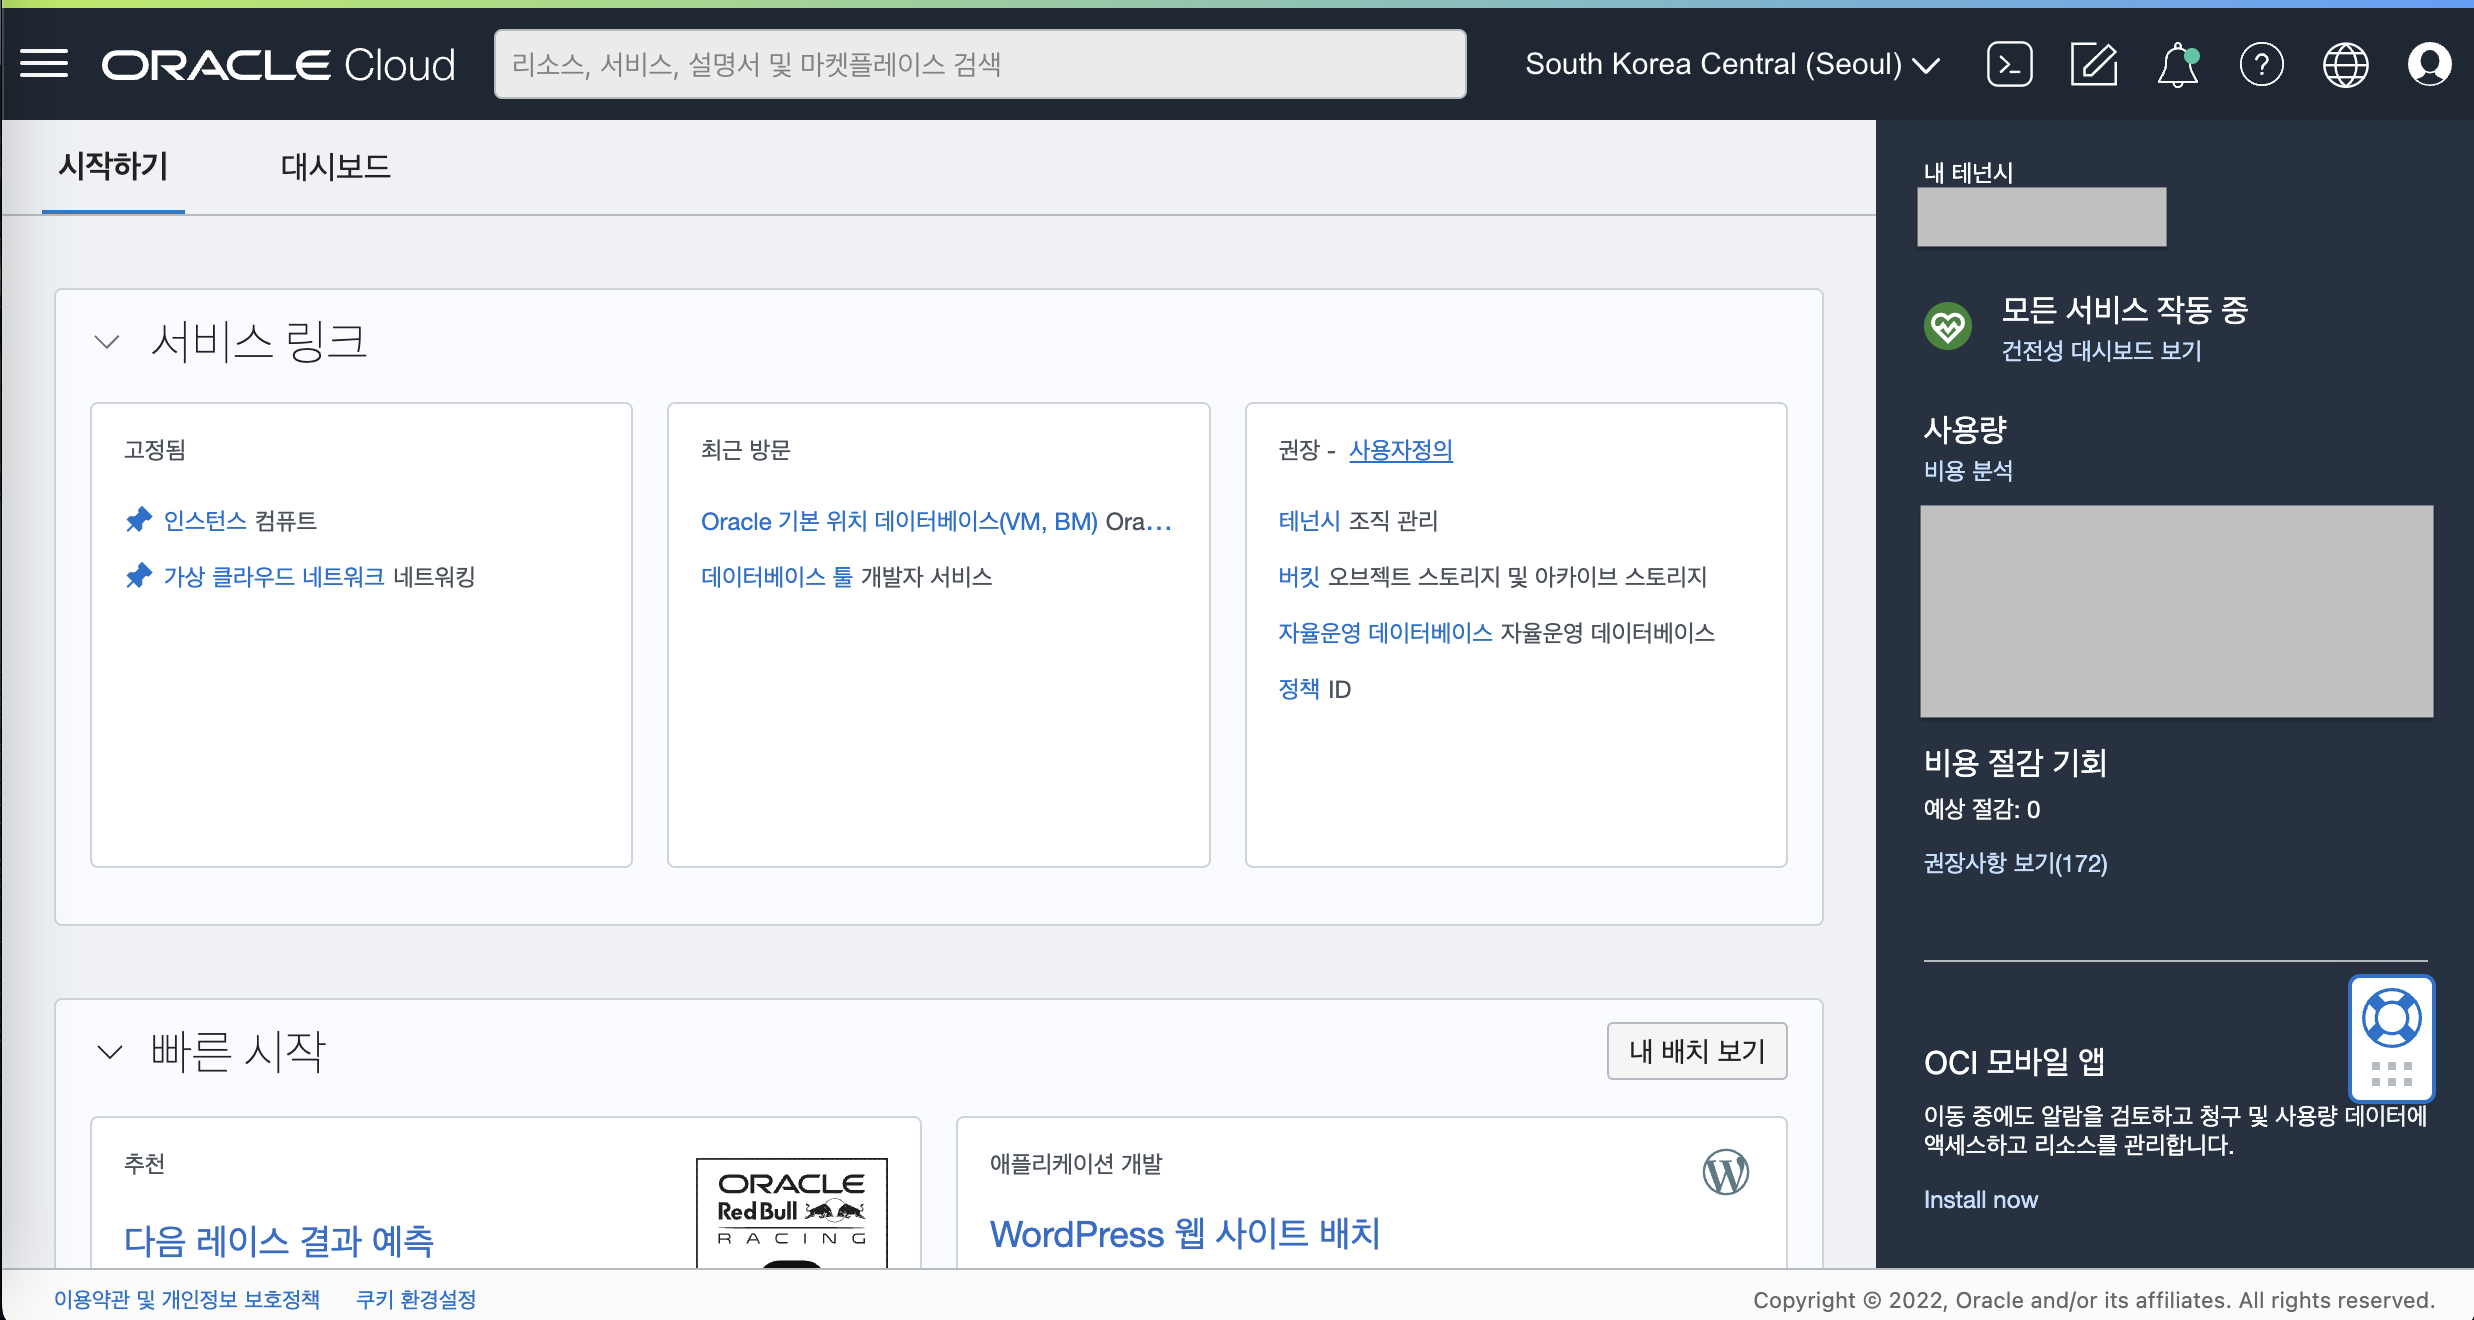 ORACLE Cloud
리소스, 서비스, 설명서 및 마켓플레이스 검색
South Korea Central (Seoul)
시작하기
대시보드
서비스 링크
고정됨
인스턴스 컴퓨트
가상 클라우드 네트워크 네트워킹
최근 방문
Oracle 기본 위치 데이터베이스(VM, BM) Ora...
데이터베이스 툴 개발자 서비스
권장 - 사용자정의
테넌시 조직 관리
버킷 오브젝트 스토리지 및 아카이브 스토리지
자율운영 데이터베이스 자율운영 데이터베이스
정책 ID
빠른 시작
내 배치 보기
추천
다음 레이스 결과 예측
ORACLE
Red Bull
RACING
애플리케이션 개발
WordPress 웹 사이트 배치
내 테넌시
모든 서비스 작동 중
건전성 대시보드 보기
사용량
비용 분석
비용 절감 기회
예상 절감: 0
권장사항 보기(172)
OCI 모바일 앱
이동 중에도 알람을 검토하고 청구 및 사용량 데이터에
액세스하고 리소스를 관리합니다.
Install now
이용약관 및 개인정보 보호정책
쿠키 환경설정
Copyright © 2022, Oracle and/or its affiliates. All rights reserved.